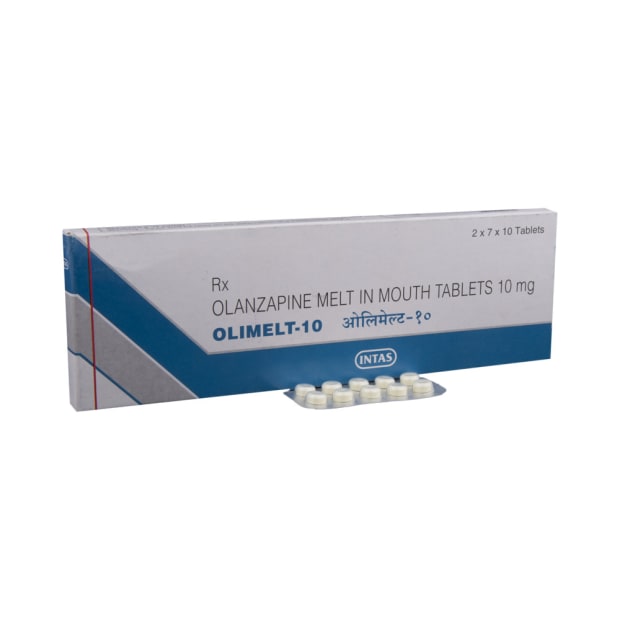 2 x 7 x 10 Tablets
Rx
OLANZAPINE MELT IN MOUTH TABLETS 10 mg
OLIMELT-10 ओलिमेल्ट-१०
INTAS